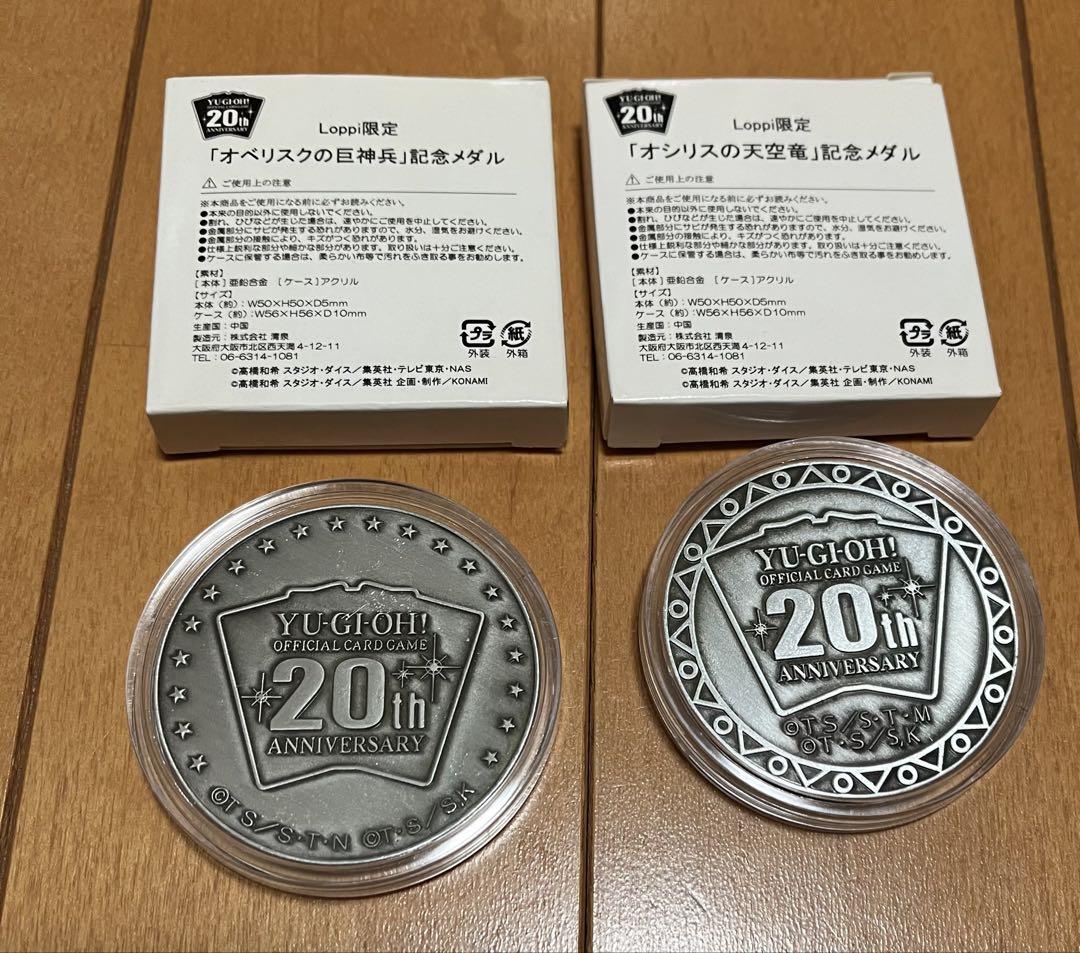 YU-GI-OH!
OFFICIAL CARD GAME
20th
ANNIVERSARY
Loppi限定
「オベリスクの巨神兵」記念メダル
⚠ ご使用上の注意
※本商品をご使用になる前に必ずお読みください。
●本来の目的以外に使用しないでください。
●割れ、ひびなどが生じた場合は、速やかにご使用を中止してください。
●金属部分にサビが発生する恐れがありますので、水分、湿気をお避けください。
●金属部分の接触により、キズがつく恐れがあります。
●仕様上鋭利な部分や細かな部分があります。取り扱いは十分ご注意ください。
●ケースに保管する場合は、柔らかい布等で汚れをふき取る事をお勧めします。
【素材】
[本体]亜鉛合金 [ケース]アクリル
【サイズ】
本体（約）：W50×H50×D5mm
ケース（約）：W56×H56×D10mm
生産国：中国
製造元：株式会社 清泉
大阪府大阪市北区西天満4-12-11
TEL：06-6314-1081
プラ 紙
外装 外箱
©高橋和希 スタジオ・ダイス／集英社・テレビ東京・NAS
©高橋和希 スタジオ・ダイス／集英社 企画・制作／KONAMI
YU-GI-OH!
OFFICIAL CARD GAME
20th
ANNIVERSARY
Loppi限定
「オシリスの天空竜」記念メダル
⚠ ご使用上の注意
※本商品をご使用になる前に必ずお読みください。
●本来の目的以外に使用しないでください。
●割れ、ひびなどが生じた場合は、速やかにご使用を中止してください。
●金属部分にサビが発生する恐れがありますので、水分、湿気をお避けください。
●金属部分の接触により、キズがつく恐れがあります。
●仕様上鋭利な部分や細かな部分があります。取り扱いは十分ご注意ください。
●ケースに保管する場合は、柔らかい布等で汚れをふき取る事をお勧めします。
【素材】
[本体]亜鉛合金 [ケース]アクリル
【サイズ】
本体（約）：W50×H50×D5mm
ケース（約）：W56×H56×D10mm
生産国：中国
製造元：株式会社 清泉
大阪府大阪市北区西天満4-12-11
TEL：06-6314-1081
プラ 紙
外装 外箱
©高橋和希 スタジオ・ダイス／集英社・テレビ東京・NAS
©高橋和希 スタジオ・ダイス／集英社 企画・制作／KONAMI
YU-GI-OH!
OFFICIAL CARD GAME
20th
ANNIVERSARY
©T S/S・T・N ©T・S/S,K
YU-GI-OH!
OFFICIAL CARD GAME
20th
ANNIVERSARY
©T S/S・T・M
©T・S/S,K